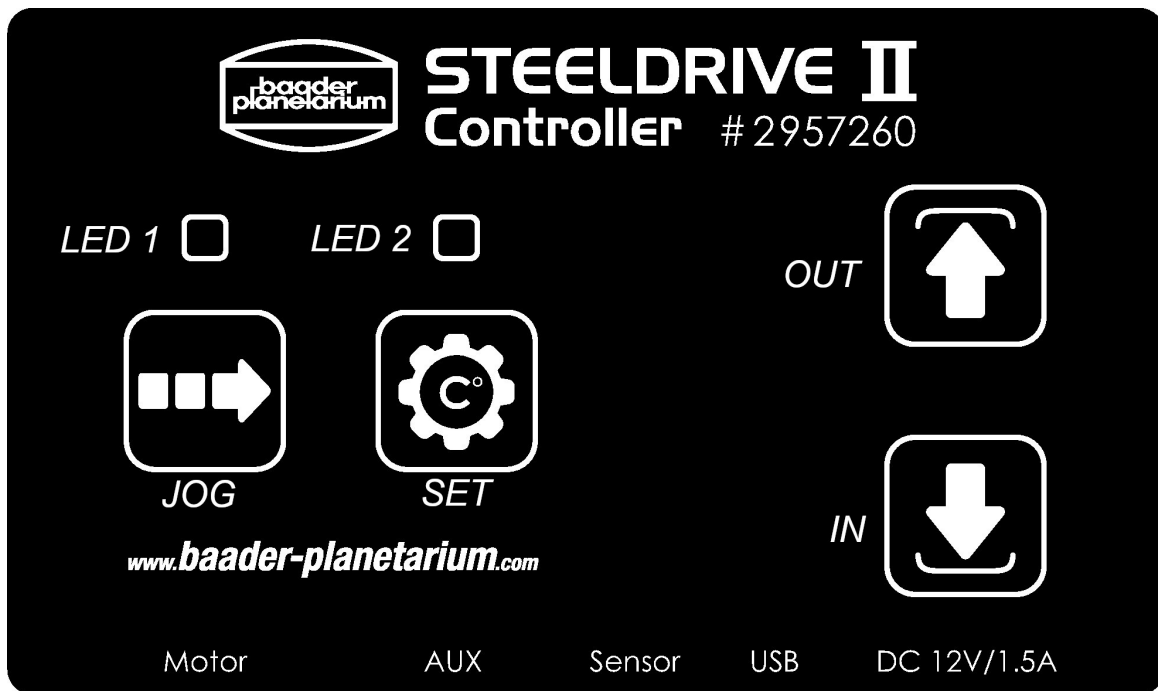 baader
planetarium
STEELDRIVE II
Controller #2957260
LED 1
LED 2
OUT
C°
JOG
SET
IN
www.baader-planetarium.com
Motor AUX Sensor USB DC 12V/1.5A